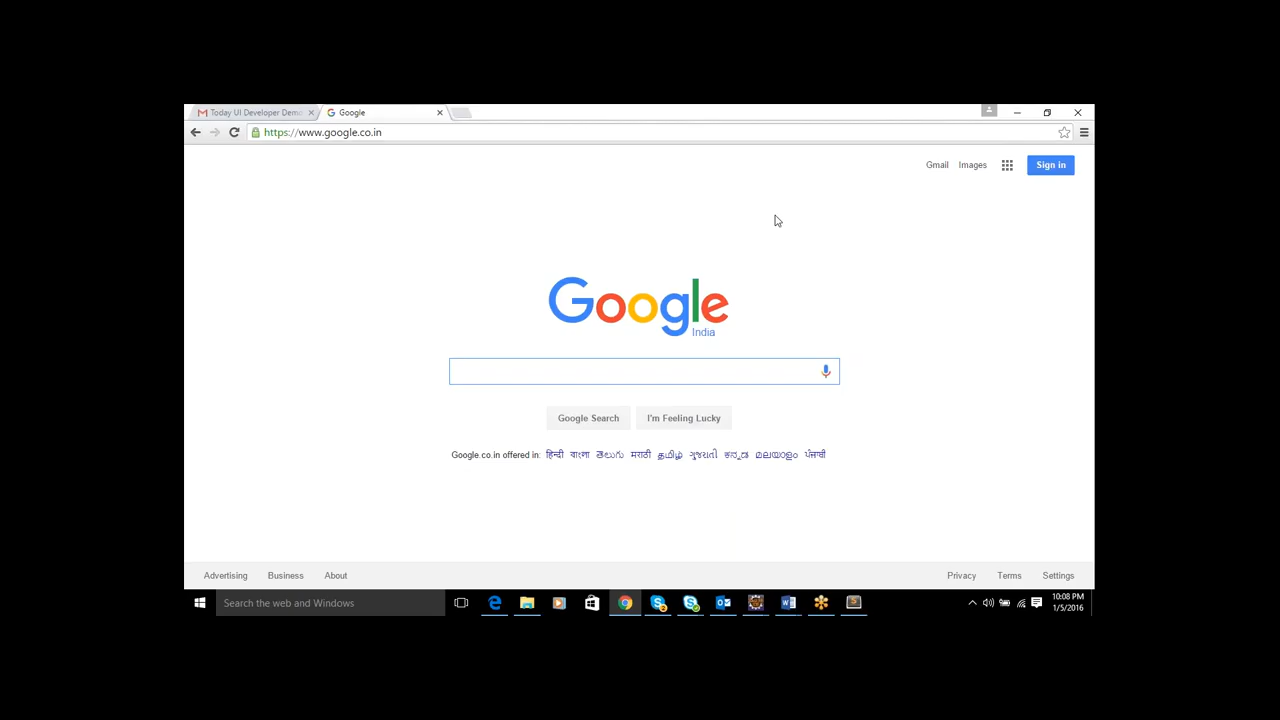 Today UI Developer Demo
Google
https://www.google.co.in
Gmail Images Sign in
Google
India
Google Search I'm Feeling Lucky
Google.co.in offered in: हिन्दी বাংলা తెలుగు मराठी தமிழ் ગુજરાતી ಕನ್ನಡ മലയാളം ਪੰਜਾਬੀ
Advertising Business About Privacy Terms Settings
Search the web and Windows
10:08 PM
1/5/2016